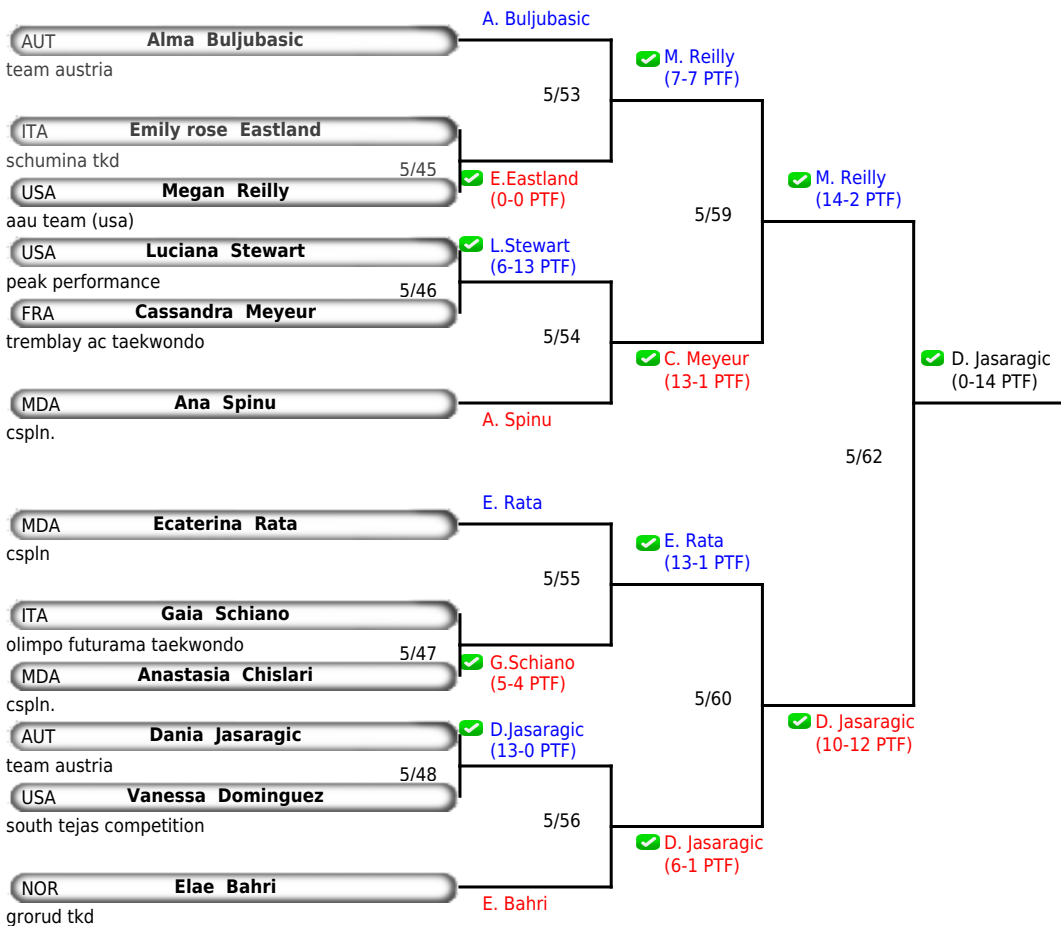 A. Buljubasic
AUT Alma Buljubasic
team austria
M. Reilly
(7-7 PTF)
5/53
ITA Emily rose Eastland
schumina tkd
5/45
E.Eastland
(0-0 PTF)
USA Megan Reilly
aau team (usa)
M. Reilly
(14-2 PTF)
5/59
USA Luciana Stewart
peak performance
L.Stewart
(6-13 PTF)
5/46
FRA Cassandra Meyeur
tremblay ac taekwondo
5/54
C. Meyeur
(13-1 PTF)
D. Jasaragic
(0-14 PTF)
MDA Ana Spinu
cspln.
A. Spinu
5/62
E. Rata
MDA Ecaterina Rata
cspln
E. Rata
(13-1 PTF)
5/55
ITA Gaia Schiano
olimpo futurama taekwondo
5/47
G.Schiano
(5-4 PTF)
MDA Anastasia Chislari
cspln.
5/60
D. Jasaragic
(10-12 PTF)
AUT Dania Jasaragic
team austria
D.Jasaragic
(13-0 PTF)
5/48
USA Vanessa Dominguez
south tejas competition
5/56
D. Jasaragic
(6-1 PTF)
NOR Elae Bahri
grorud tkd
E. Bahri